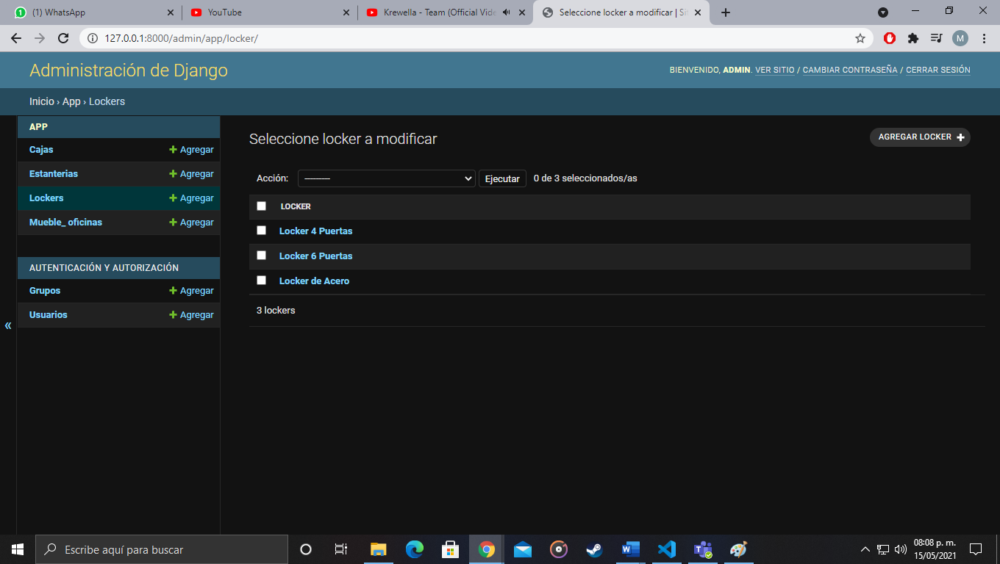 (1) WhatsApp
YouTube
Krewella - Team (Official Vide
Seleccione locker a modificar | Si
127.0.0.1:8000/admin/app/locker/
M
Administración de Django
BIENVENIDO, ADMIN. VER SITIO / CAMBIAR CONTRASEÑA / CERRAR SESIÓN
Inicio › App › Lockers
APP
Cajas + Agregar
Estanterias + Agregar
Lockers + Agregar
Mueble_ oficinas + Agregar
AUTENTICACIÓN Y AUTORIZACIÓN
Grupos + Agregar
Usuarios + Agregar
«
Seleccione locker a modificar
AGREGAR LOCKER +
Acción: --------- Ejecutar 0 de 3 seleccionados/as
LOCKER
Locker 4 Puertas
Locker 6 Puertas
Locker de Acero
3 lockers
Escribe aquí para buscar
08:08 p. m.
15/05/2021